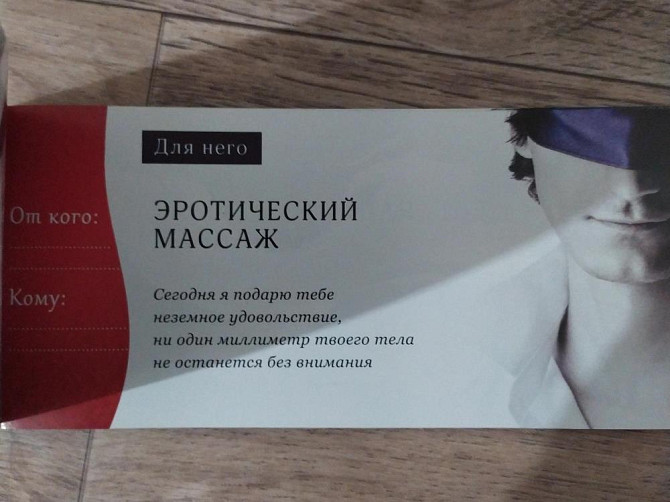 Для него
От кого:
Кому:
ЭРОТИЧЕСКИЙ
МАССАЖ
Сегодня я подарю тебе
неземное удовольствие,
ни один миллиметр твоего тела
не останется без внимания